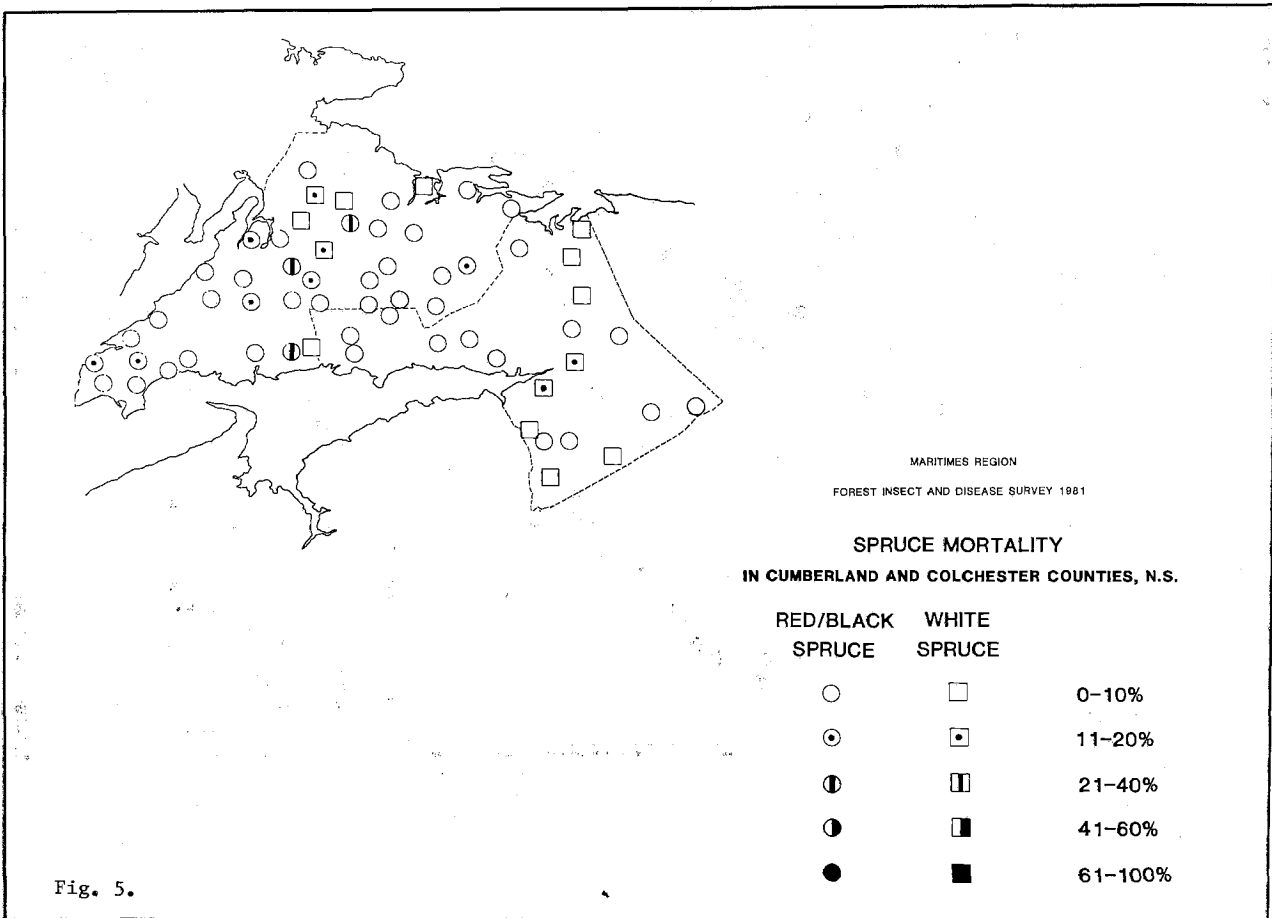 MARITIMES REGION
FOREST INSECT AND DISEASE SURVEY 1981
SPRUCE MORTALITY
IN CUMBERLAND AND COLCHESTER COUNTIES, N.S.
RED/BLACK WHITE
SPRUCE SPRUCE
0-10%
11-20%
21-40%
41-60%
61-100%
Fig. 5.